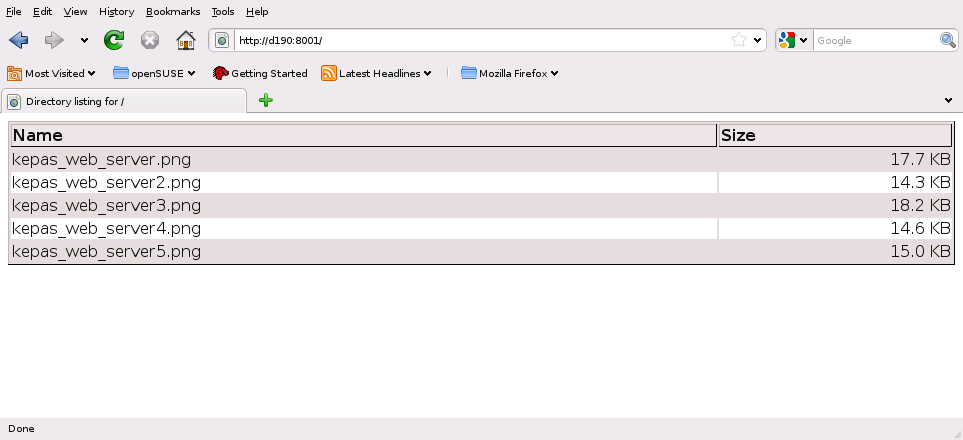 File Edit View History Bookmarks Tools Help
http://d190:8001/ Google
Most Visited openSUSE Getting Started Latest Headlines Mozilla Firefox
Directory listing for /
Name Size
kepas_web_server.png 17.7 KB
kepas_web_server2.png 14.3 KB
kepas_web_server3.png 18.2 KB
kepas_web_server4.png 14.6 KB
kepas_web_server5.png 15.0 KB
Done